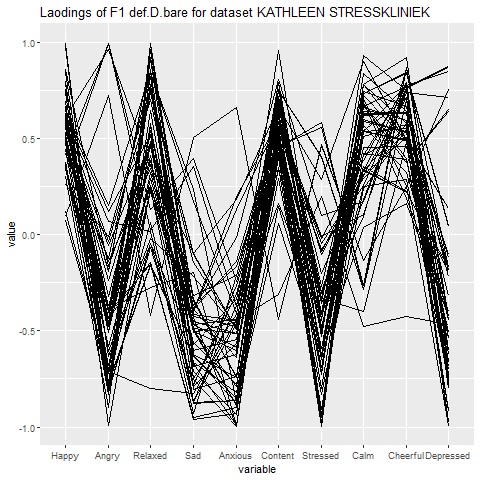 Laodings of F1 def.D.bare for dataset KATHLEEN STRESSKLINIEK
1.0
0.5
0.0
-0.5
-1.0
value
Happy Angry Relaxed Sad Anxious Content Stressed Calm Cheerful Depressed
variable